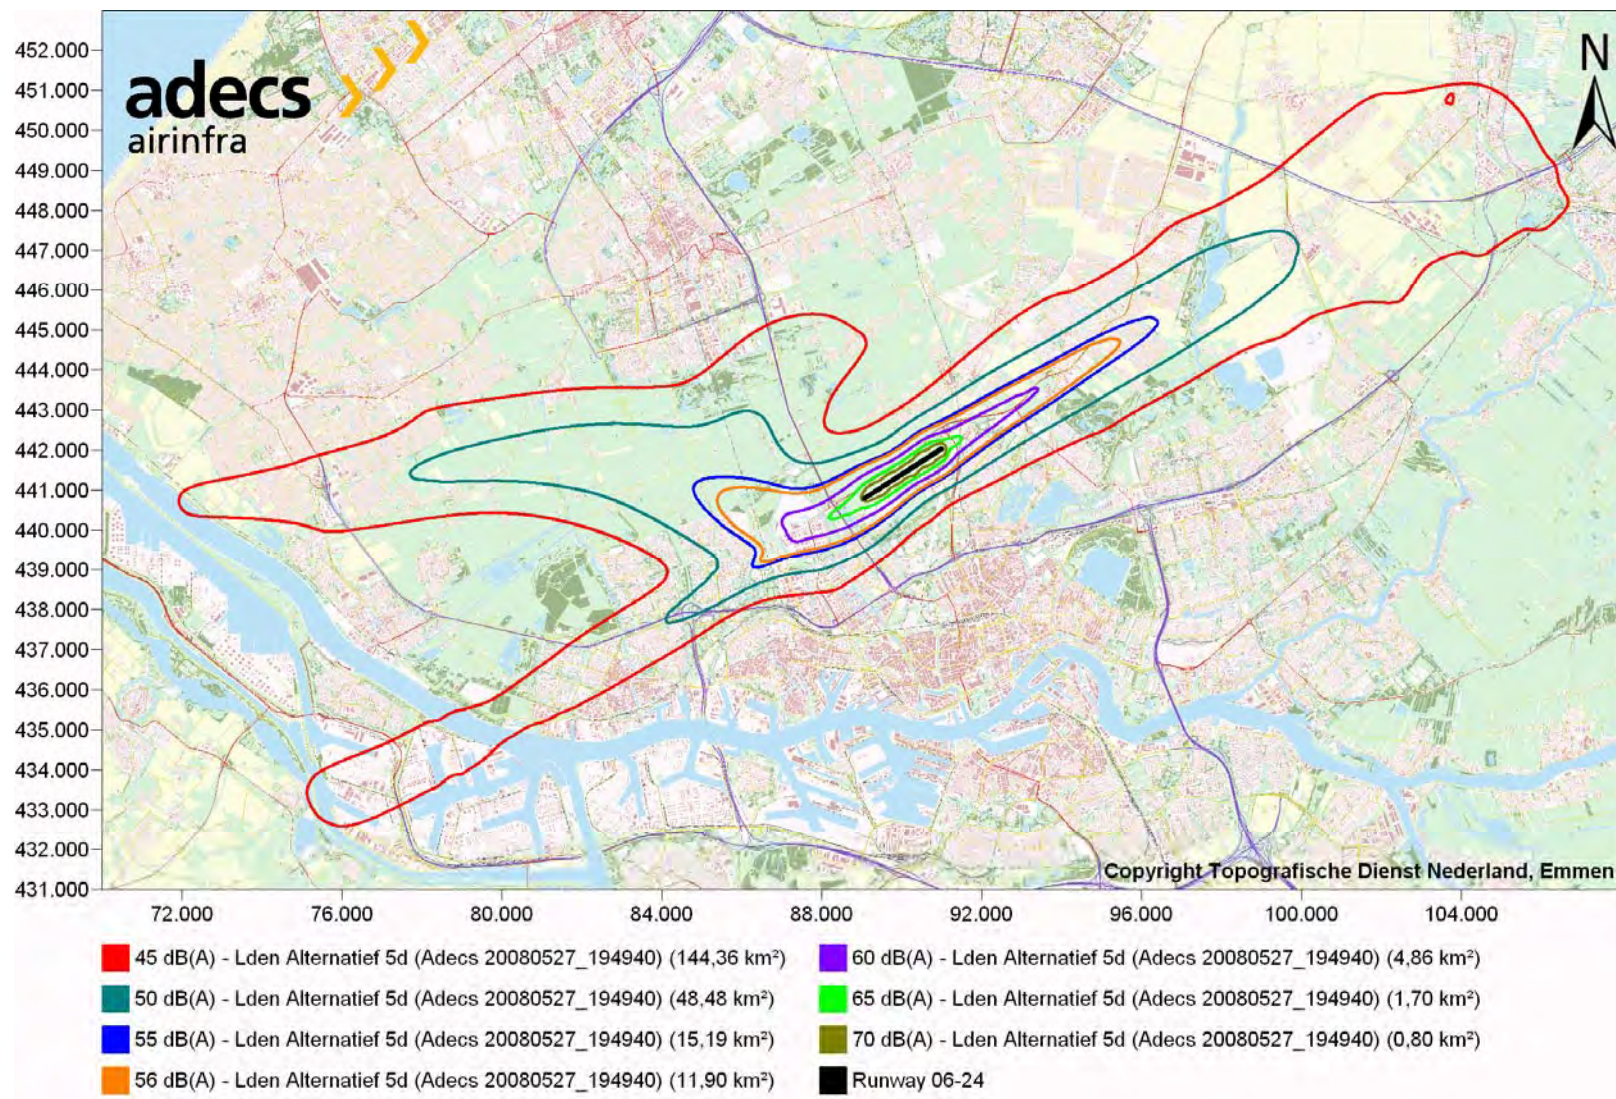 452.000
451.000
450.000
449.000
448.000
447.000
446.000
445.000
444.000
443.000
442.000
441.000
440.000
439.000
438.000
437.000
436.000
435.000
434.000
433.000
432.000
431.000
adecs
airinfra
N
Copyright Topografische Dienst Nederland, Emmen
72.000 76.000 80.000 84.000 88.000 92.000 96.000 100.000 104.000
45 dB(A) - Lden Alternatief 5d (Adecs 20080527_194940) (144,36 km²)
50 dB(A) - Lden Alternatief 5d (Adecs 20080527_194940) (48,48 km²)
55 dB(A) - Lden Alternatief 5d (Adecs 20080527_194940) (15,19 km²)
56 dB(A) - Lden Alternatief 5d (Adecs 20080527_194940) (11,90 km²)
60 dB(A) - Lden Alternatief 5d (Adecs 20080527_194940) (4,86 km²)
65 dB(A) - Lden Alternatief 5d (Adecs 20080527_194940) (1,70 km²)
70 dB(A) - Lden Alternatief 5d (Adecs 20080527_194940) (0,80 km²)
Runway 06-24